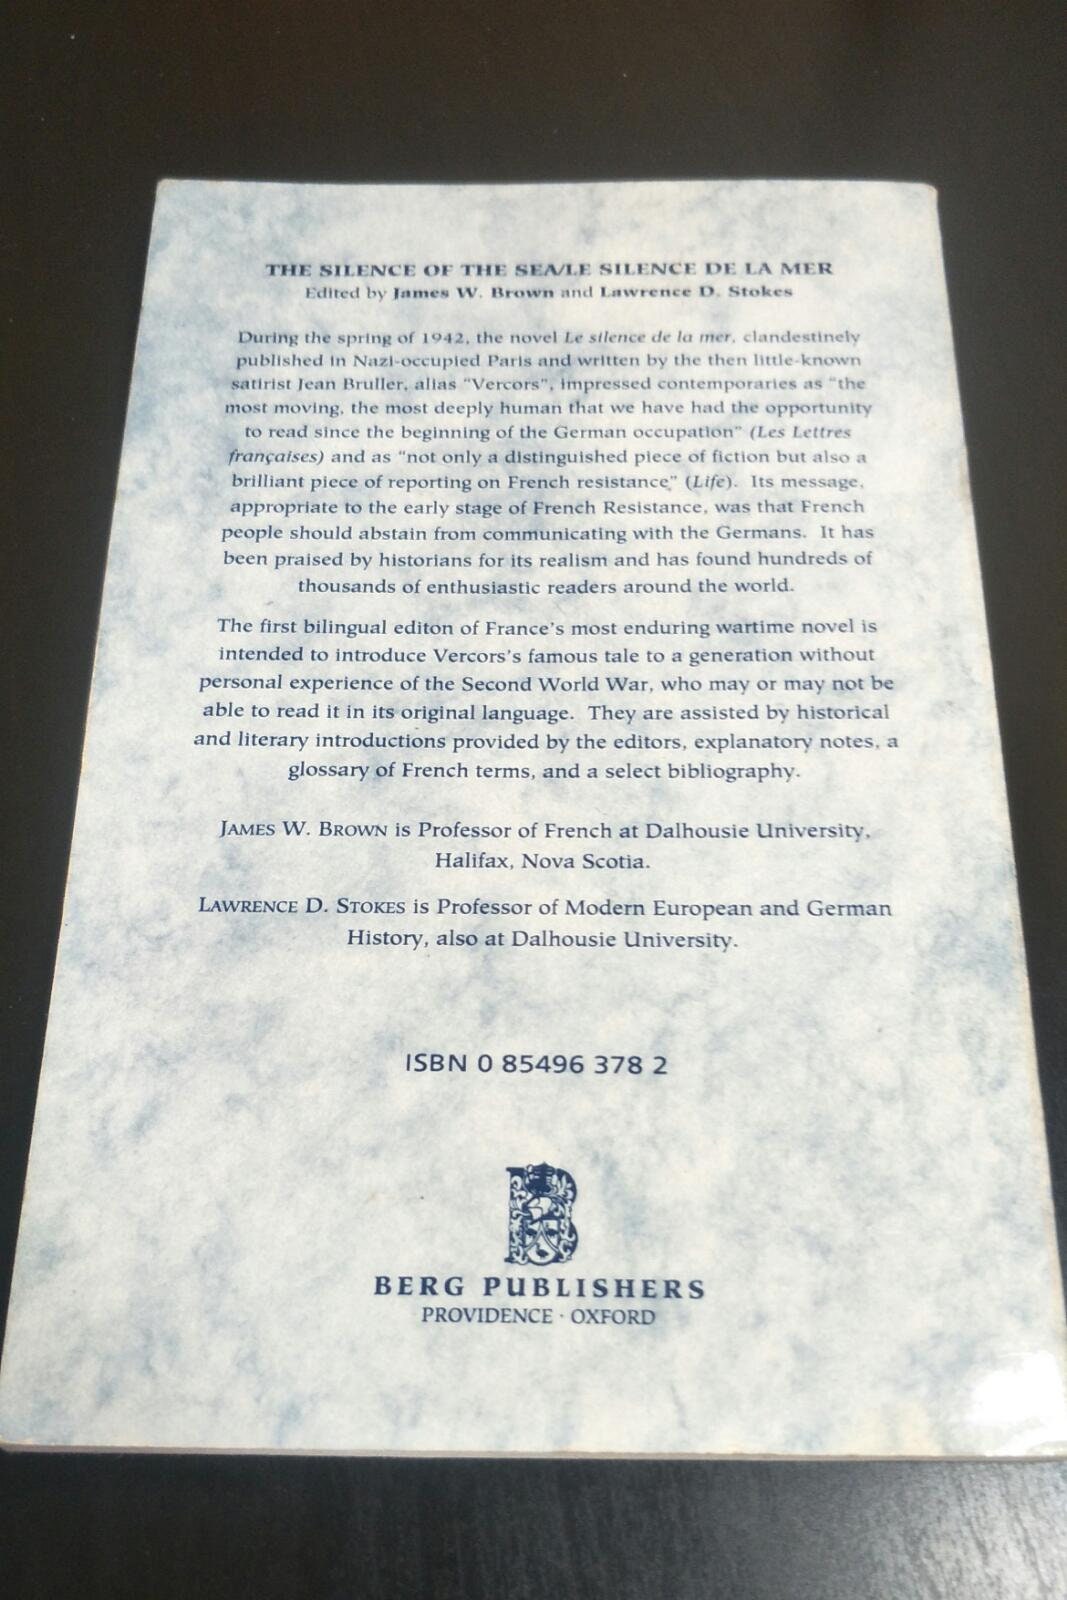 THE SILENCE OF THE SEA/LE SILENCE DE LA MER
Edited by James W. Brown and Lawrence D. Stokes
During the spring of 1942, the novel Le silence de la mer, clandestinely
published in Nazi-occupied Paris and written by the then little-known
satirist Jean Bruller, alias "Vercors", impressed contemporaries as "the
most moving, the most deeply human that we have had the opportunity
to read since the beginning of the German occupation" (Les Lettres
françaises) and as "not only a distinguished piece of fiction but also a
brilliant piece of reporting on French resistance" (Life). Its message,
appropriate to the early stage of French Resistance, was that French
people should abstain from communicating with the Germans. It has
been praised by historians for its realism and has found hundreds of
thousands of enthusiastic readers around the world.
The first bilingual editon of France's most enduring wartime novel is
intended to introduce Vercors's famous tale to a generation without
personal experience of the Second World War, who may or may not be
able to read it in its original language. They are assisted by historical
and literary introductions provided by the editors, explanatory notes, a
glossary of French terms, and a select bibliography.
JAMES W. BROWN is Professor of French at Dalhousie University,
Halifax, Nova Scotia.
LAWRENCE D. STOKES is Professor of Modern European and German
History, also at Dalhousie University.
ISBN 0 85496 378 2
B
BERG PUBLISHERS
PROVIDENCE · OXFORD